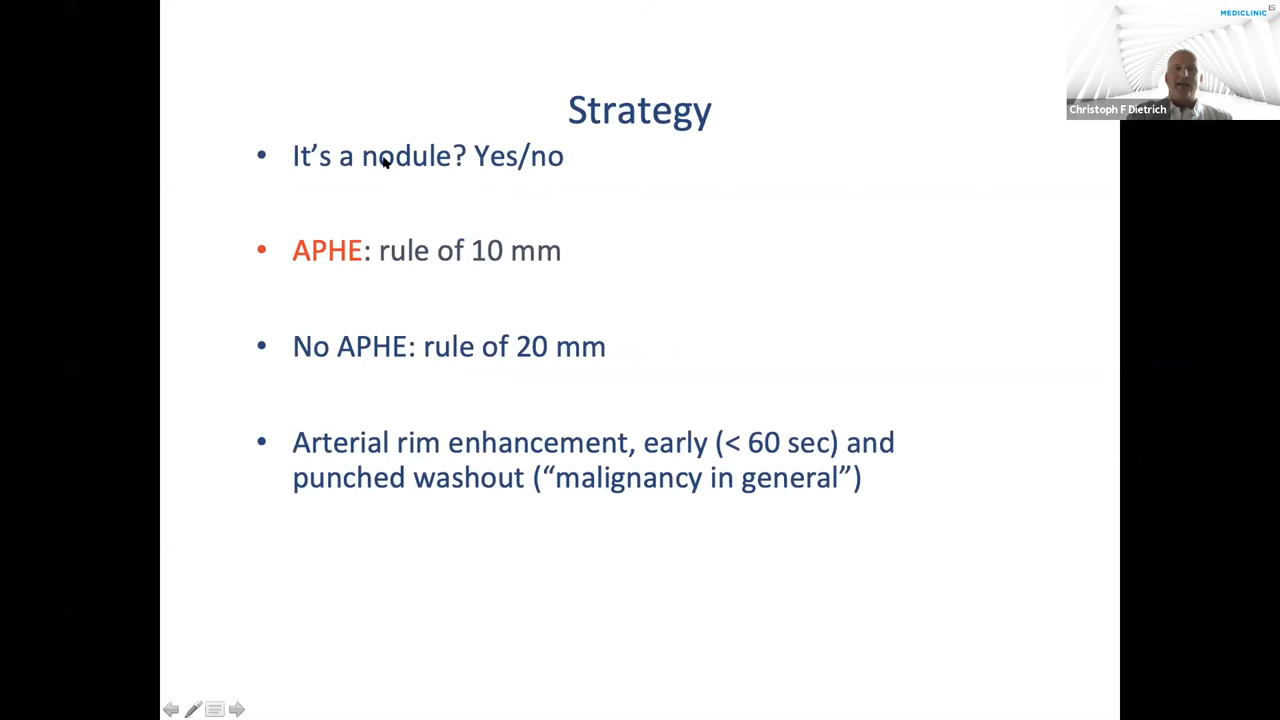 MEDICLINIC
Christoph F Dietrich
Strategy
• It's a nodule? Yes/no
• APHE: rule of 10 mm
• No APHE: rule of 20 mm
• Arterial rim enhancement, early (< 60 sec) and
punched washout (“malignancy in general”)